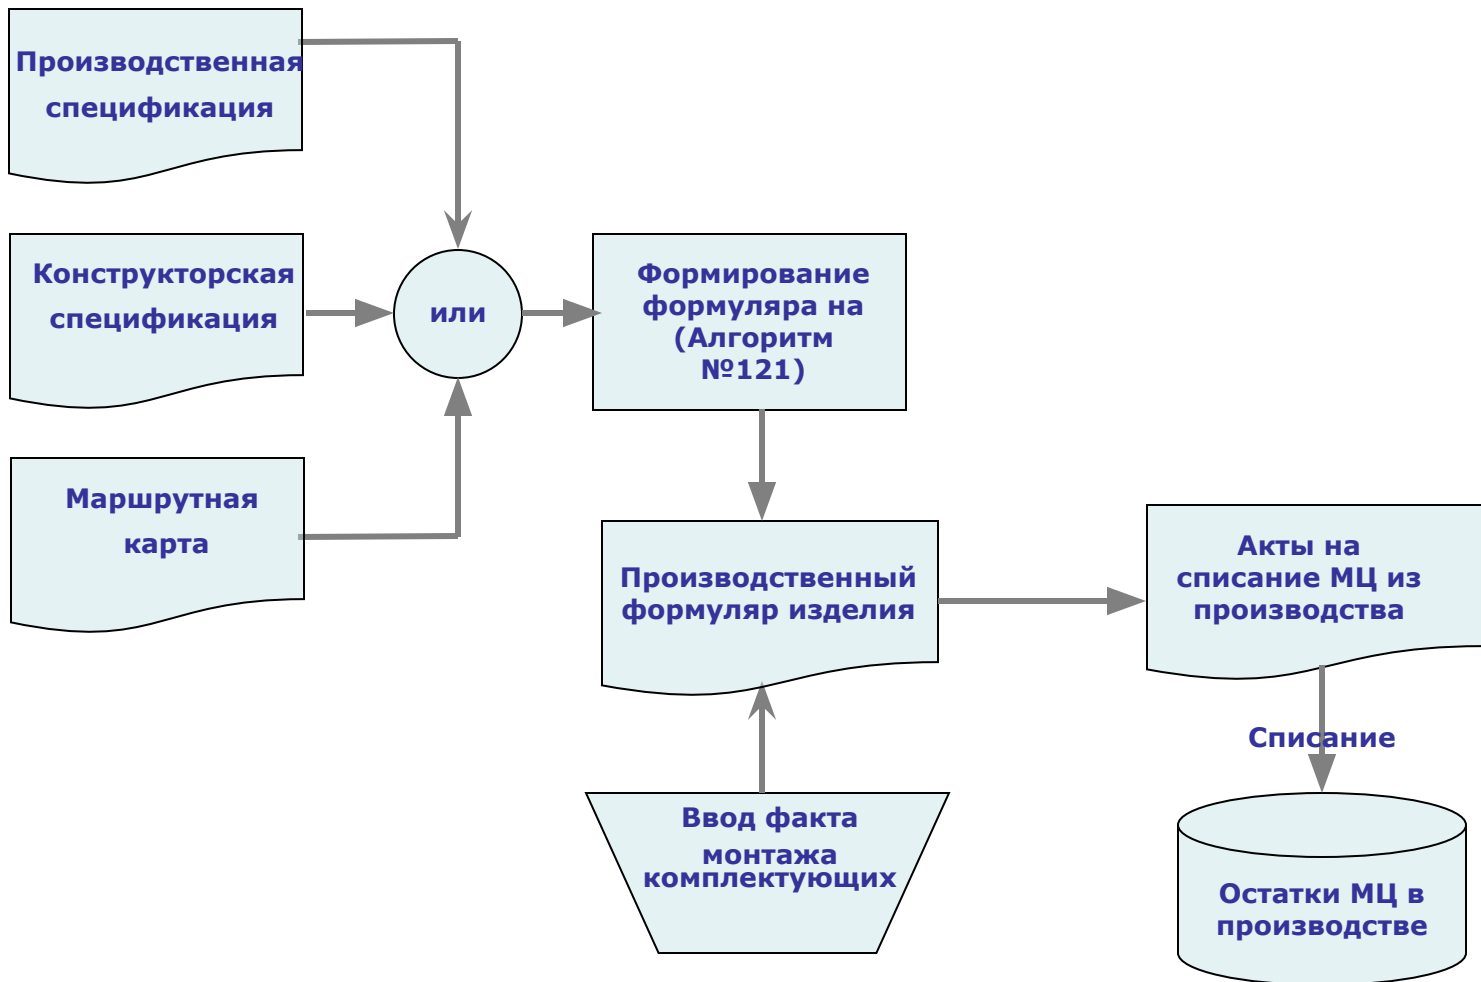 Производственная
спецификация
Конструкторская
спецификация
или
Формирование
формуляра на
(Алгоритм
№121)
Маршрутная
карта
Производственный
формуляр изделия
Акты на
списание МЦ из
производства
Списание
Ввод факта
монтажа
комплектующих
Остатки МЦ в
производстве